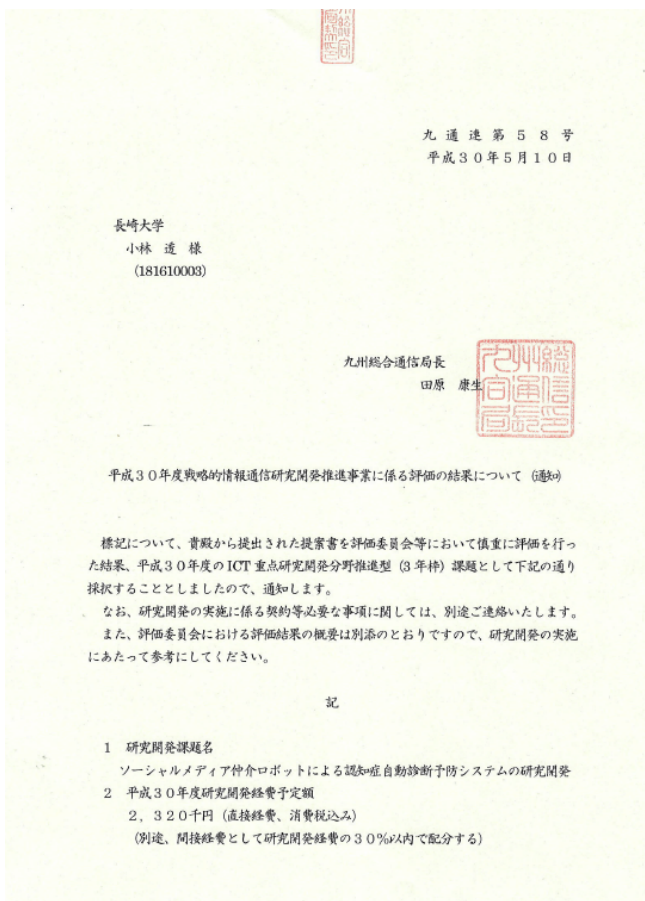 九通連第５８号
平成３０年５月１０日
長崎大学
小林 透 様
(181610003)
九州総合通信局長
田原 康生
平成３０年度戦略的情報通信研究開発推進事業に係る評価の結果について（通知）
標記について、貴殿から提出された提案書を評価委員会等において慎重に評価を行っ
た結果、平成３０年度のICT重点研究開発分野推進型（3年枠）課題として下記の通り
採択することとしましたので、通知します。
なお、研究開発の実施に係る契約等必要な事項に関しては、別途ご連絡いたします。
また、評価委員会における評価結果の概要は別添のとおりですので、研究開発の実施
にあたって参考にしてください。
記
１ 研究開発課題名
ソーシャルメディア仲介ロボットによる認知症自動診断予防システムの研究開発
２ 平成３０年度研究開発経費予定額
２，３２０千円（直接経費、消費税込み）
（別途、間接経費として研究開発経費の３０％以内で配分する）